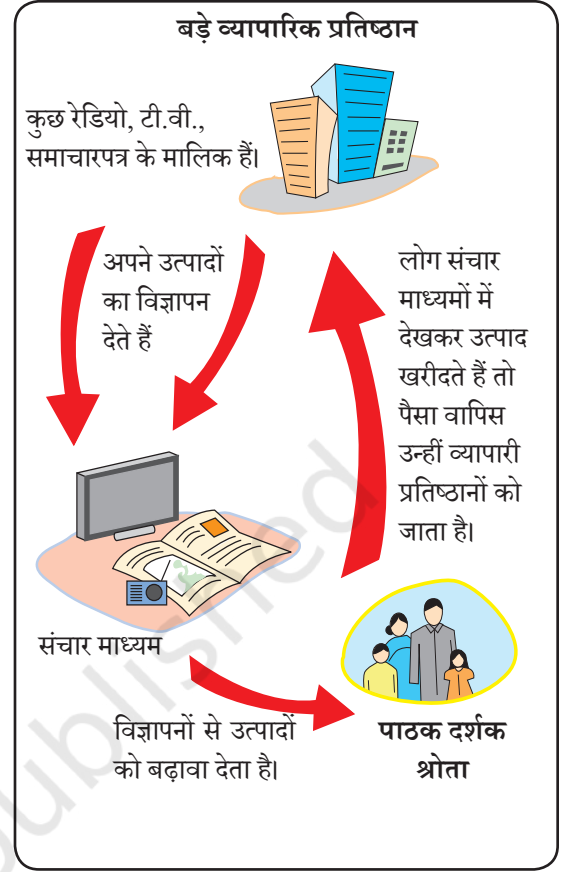 बड़े व्यापारिक प्रतिष्ठान
कुछ रेडियो, टी.वी.,
समाचारपत्र के मालिक हैं।
अपने उत्पादों
का विज्ञापन
देते हैं
लोग संचार
माध्यमों में
देखकर उत्पाद
खरीदते हैं तो
पैसा वापिस
उन्हीं व्यापारी
प्रतिष्ठानों को
जाता है।
संचार माध्यम
विज्ञापनों से उत्पादों
को बढ़ावा देता है।
पाठक दर्शक
श्रोता